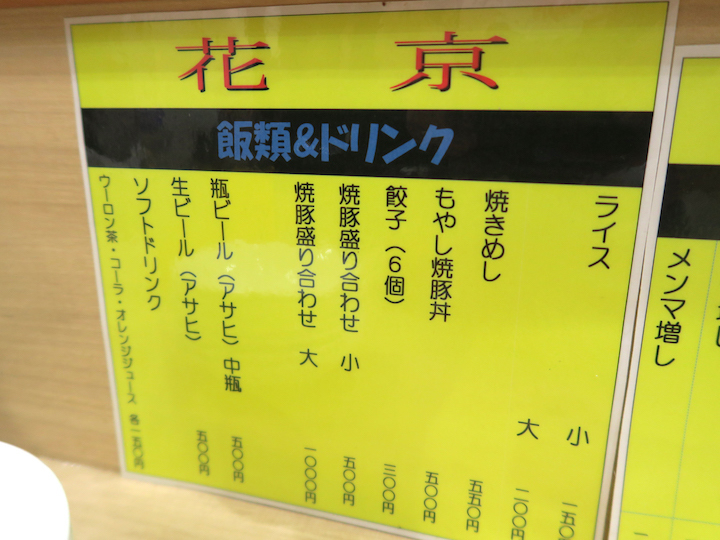 花京
飯類&ドリンク
ライス 小 一五〇
大 二〇〇円
焼きめし 五五〇円
もやし焼豚丼 五〇〇円
餃子(6個) 三〇〇円
焼豚盛り合わせ 小 五〇〇円
焼豚盛り合わせ 大 一〇〇〇円
瓶ビール(アサヒ)中瓶 五〇〇円
生ビール(アサヒ) 五〇〇円
ソフトドリンク
ウーロン茶・コーラ・オレンジジュース 各一五〇円
メンマ増し